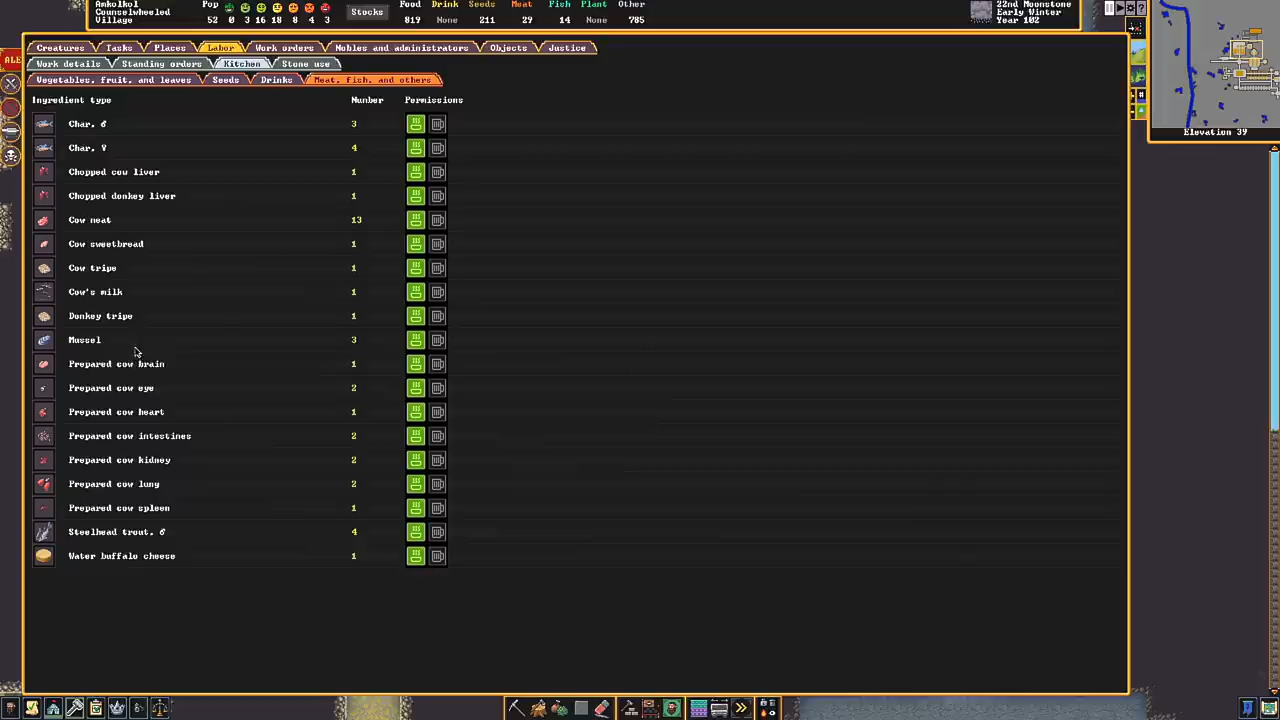 Amkolkol
Counselwheeled
Village
Pop
52 0 3 16 18 8 4 3
Stocks
Food Drink Seeds Meat Fish Plant Other
819 None 211 29 14 None 785
22nd Moonstone
Early Winter
Year 102
ALE
Elevation 39
Creatures Tasks Places Labor Work orders Nobles and administrators Objects Justice
Work details Standing orders Kitchen Stone use
Vegetables, fruit, and leaves Seeds Drinks Meat, fish, and others
Ingredient type Number Permissions
Char, ♂ 3
Char, ♀ 4
Chopped cow liver 1
Chopped donkey liver 1
Cow meat 13
Cow sweetbread 1
Cow tripe 1
Cow's milk 1
Donkey tripe 1
Mussel 3
Prepared cow brain 1
Prepared cow eye 2
Prepared cow heart 1
Prepared cow intestines 2
Prepared cow kidney 2
Prepared cow lung 2
Prepared cow spleen 1
Steelhead trout, ♂ 4
Water buffalo cheese 1